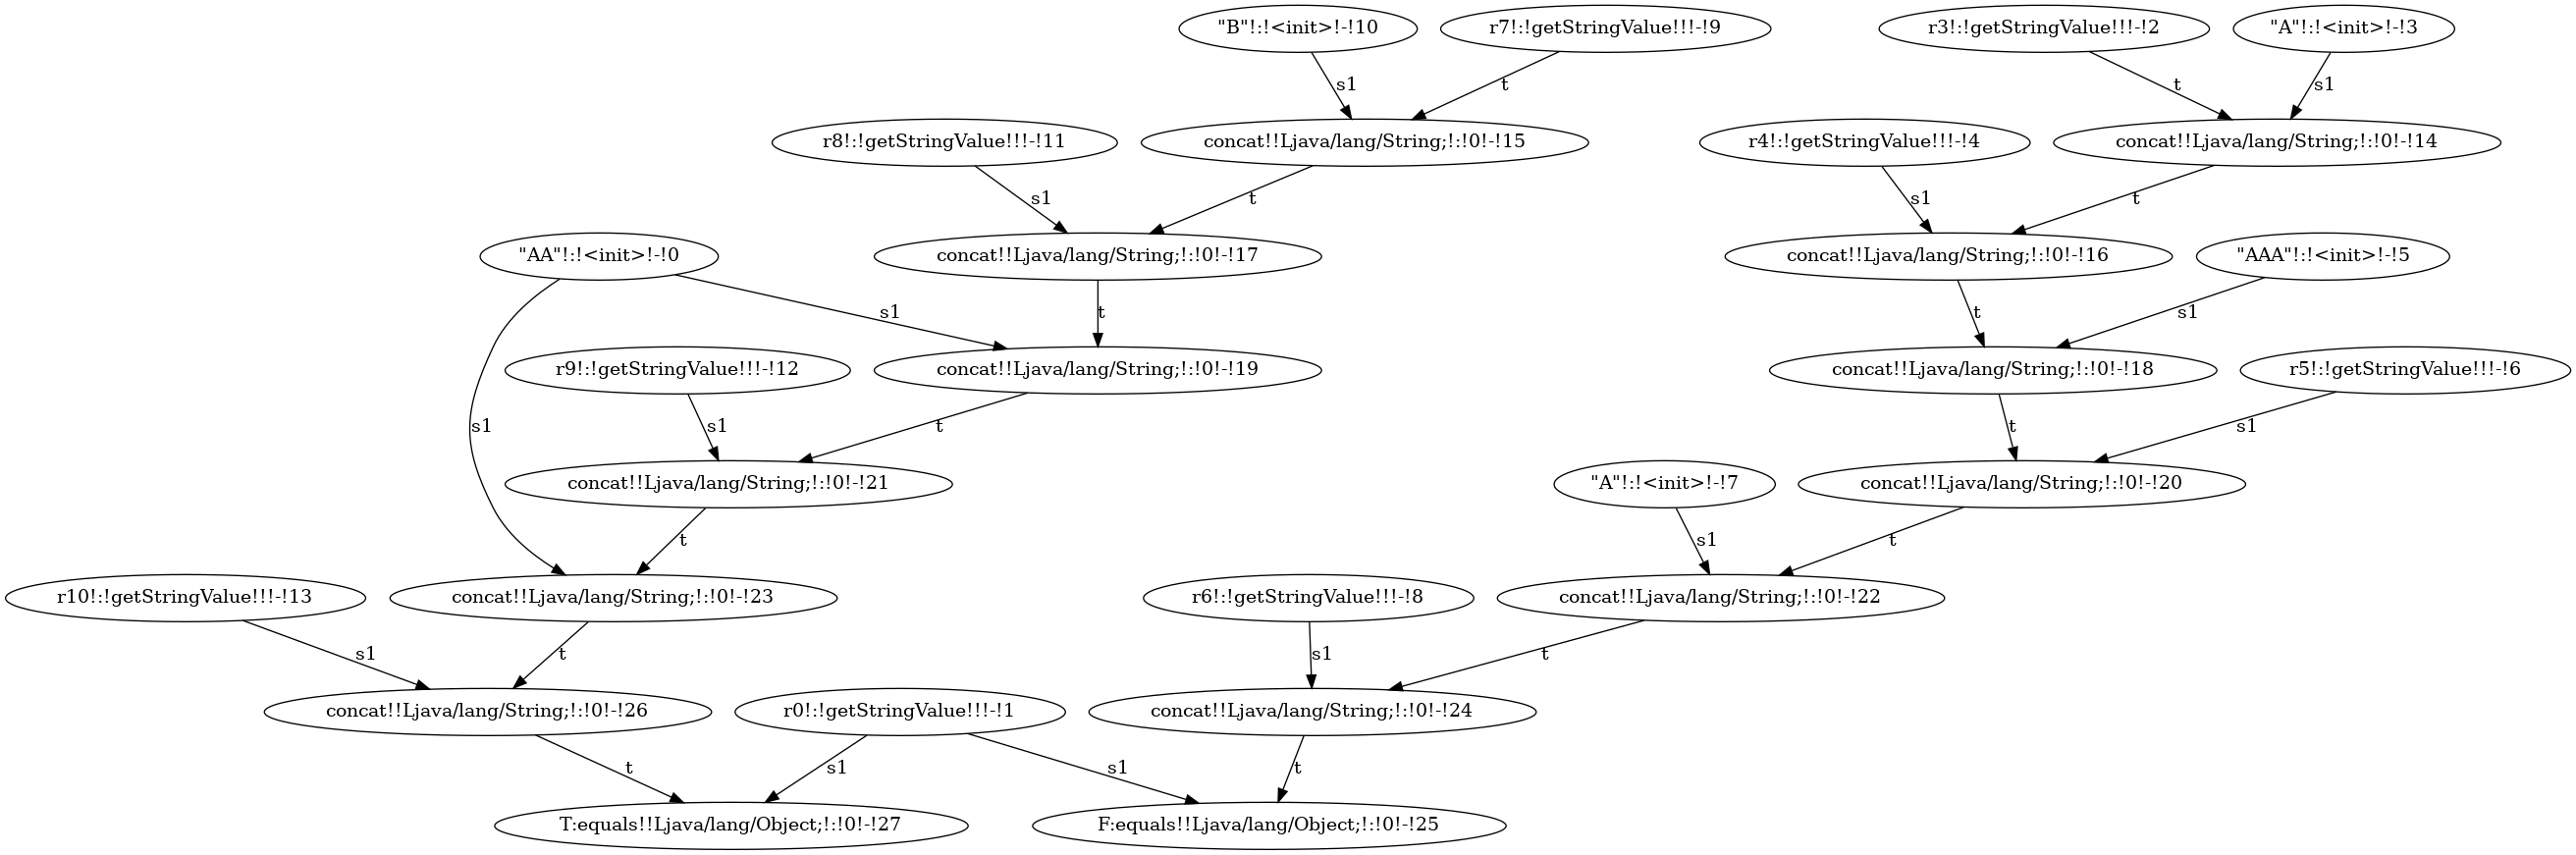 "B"!:!<init>!-!10
r7!:!getStringValue!!!-!9
r3!:!getStringValue!!!-!2
"A"!:!<init>!-!3
s1
t
t
s1
r8!:!getStringValue!!!-!11
concat!!Ljava/lang/String;!:!0!-!15
r4!:!getStringValue!!!-!4
concat!!Ljava/lang/String;!:!0!-!14
s1
t
s1
t
"AA"!:!<init>!-!0
concat!!Ljava/lang/String;!:!0!-!17
concat!!Ljava/lang/String;!:!0!-!16
"AAA"!:!<init>!-!5
s1
t
t
s1
r9!:!getStringValue!!!-!12
concat!!Ljava/lang/String;!:!0!-!19
concat!!Ljava/lang/String;!:!0!-!18
r5!:!getStringValue!!!-!6
s1
s1
t
t
s1
concat!!Ljava/lang/String;!:!0!-!21
"A"!:!<init>!-!7
concat!!Ljava/lang/String;!:!0!-!20
t
s1
t
r10!:!getStringValue!!!-!13
concat!!Ljava/lang/String;!:!0!-!23
r6!:!getStringValue!!!-!8
concat!!Ljava/lang/String;!:!0!-!22
s1
t
s1
t
concat!!Ljava/lang/String;!:!0!-!26
r0!:!getStringValue!!!-!1
concat!!Ljava/lang/String;!:!0!-!24
t
s1
s1
t
T:equals!!Ljava/lang/Object;!:!0!-!27
F:equals!!Ljava/lang/Object;!:!0!-!25